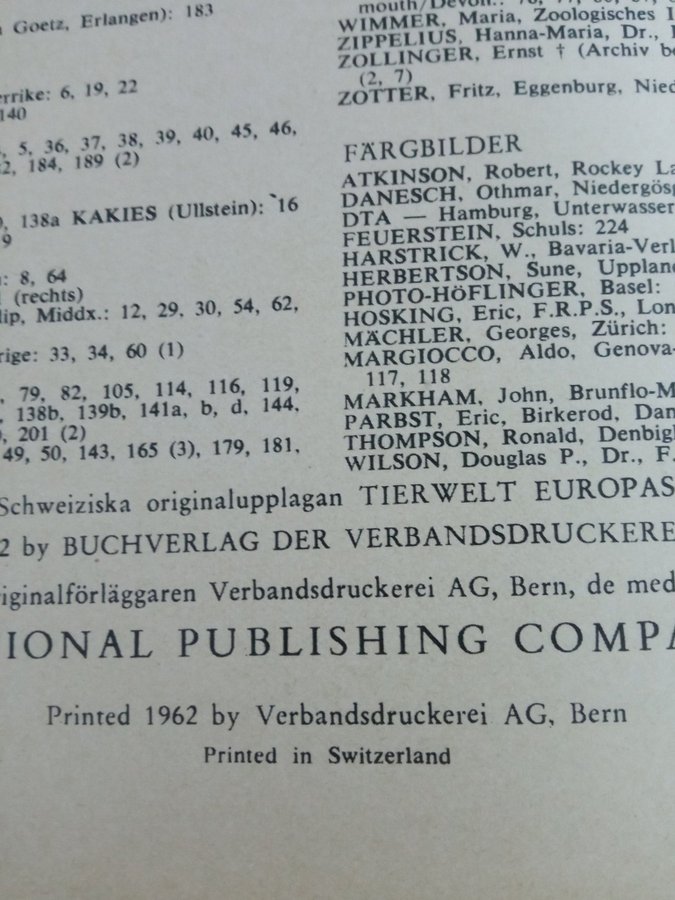 Goetz, Erlangen): 183
rrike: 6, 19, 22
140
5, 36, 37, 38, 39, 40, 45, 46,
2, 184, 189 (2)
138a KAKIES (Ullstein): 16
9
: 8, 64
(rechts)
lip, Middx.: 12, 29, 30, 54, 62,
rige: 33, 34, 60 (1)
, 79, 82, 105, 114, 116, 119,
138b, 139b, 141a, b, d, 144,
, 201 (2)
49, 50, 143, 165 (3), 179, 181,
mouth/Devon.:
WIMMER, Maria, Zoologisches I
ZIPPELIUS, Hanna-Maria, Dr.,
ZOLLINGER, Ernst † (Archiv be
(2, 7)
ZOTTER, Fritz, Eggenburg, Nied
FÄRGBILDER
ATKINSON, Robert, Rockey La
DANESCH, Othmar, Niedergösg
DTA — Hamburg, Unterwasser
FEUERSTEIN, Schuls: 224
HARSTRICK, W., Bavaria-Verl
HERBERTSON, Sune, Uppland
PHOTO-HÖFLINGER, Basel:
HOSKING, Eric, F.R.P.S., Lon
MÄCHLER, Georges, Zürich:
MARGIOCCO, Aldo, Genova-
117, 118
MARKHAM, John, Brunflo-M
PARBST, Eric, Birkerod, Dan
THOMPSON, Ronald, Denbigh
WILSON, Douglas P., Dr., F.
Schweiziska originalupplagan TIERWELT EUROPAS
2 by BUCHVERLAG DER VERBANDSDRUCKERE
iginalförläggaren Verbandsdruckerei AG, Bern, de med
IONAL PUBLISHING COMPA
Printed 1962 by Verbandsdruckerei AG, Bern
Printed in Switzerland